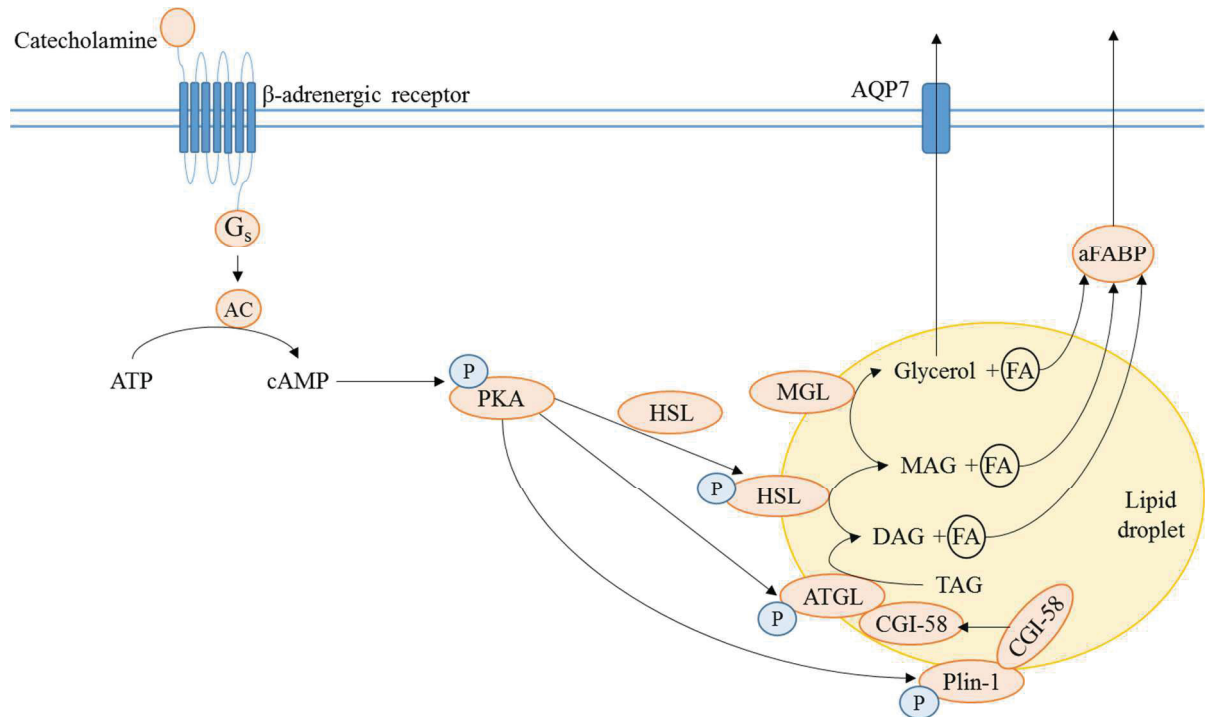 Catecholamine
β-adrenergic receptor
AQP7
Gs
aFABP
AC
ATP
cAMP
P
PKA
HSL
MGL
Glycerol + FA
P
HSL
MAG + FA
Lipid
droplet
DAG + FA
TAG
ATGL
P
CGI-58
CGI-58
Plin-1
P